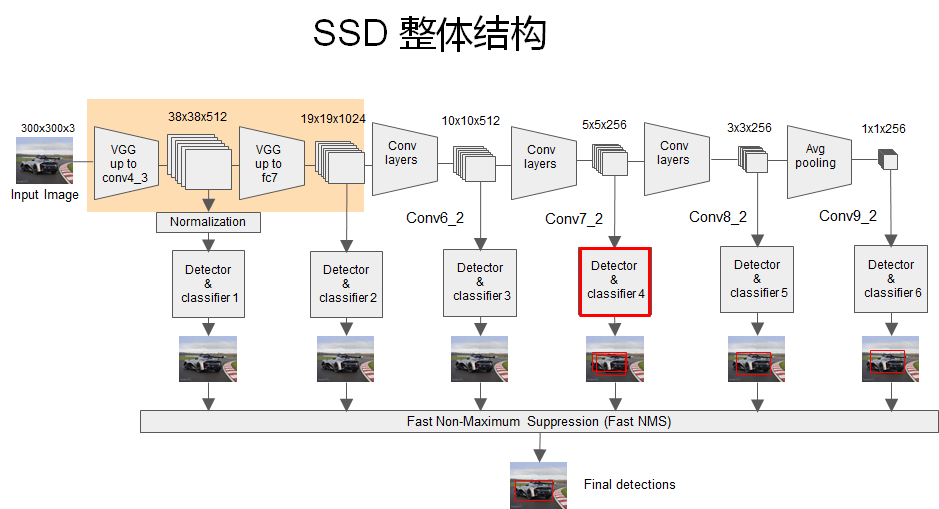 SSD 整体结构
300x300x3
Input Image
VGG
up to
conv4_3
38x38x512
VGG
up to
fc7
19x19x1024
Conv
layers
10x10x512
Conv
layers
5x5x256
Conv
layers
3x3x256
Avg
pooling
1x1x256
Conv6_2
Conv7_2
Conv8_2
Conv9_2
Normalization
Detector
&
classifier 1
Detector
&
classifier 2
Detector
&
classifier 3
Detector
&
classifier 4
Detector
&
classifier 5
Detector
&
classifier 6
Fast Non-Maximum Suppression (Fast NMS)
Final detections